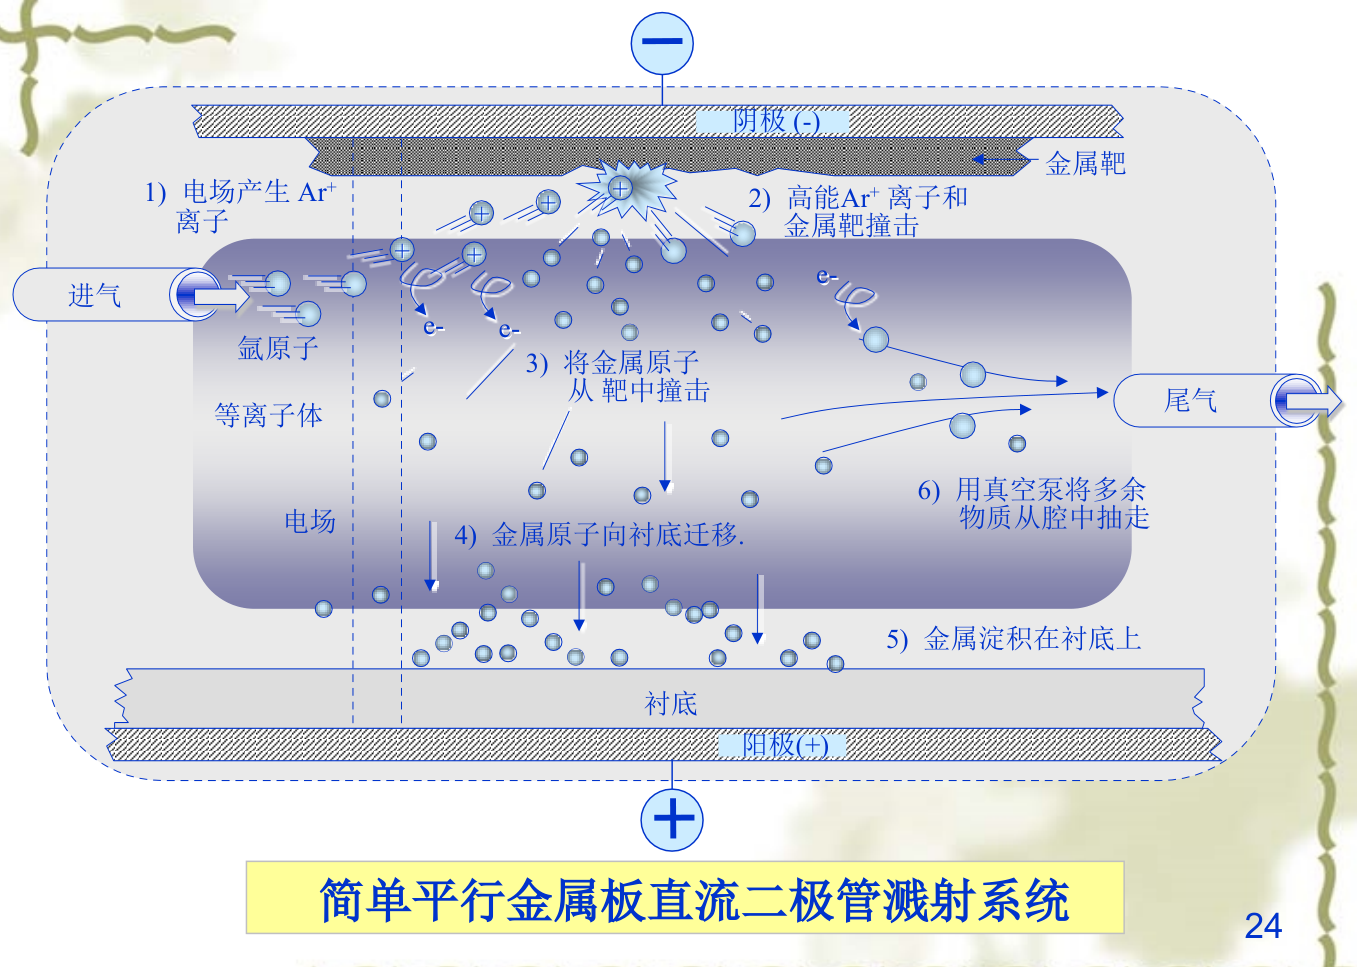 −
阴极 (-)
金属靶
1) 电场产生 Ar⁺
离子
2) 高能Ar⁺ 离子和
金属靶撞击
+
+
+
+
+
进气
e-
e-
e-
氩原子
3) 将金属原子
从 靶中撞击
等离子体
尾气
电场
4) 金属原子向衬底迁移.
6) 用真空泵将多余
物质从腔中抽走
5) 金属淀积在衬底上
衬底
阳极(+)
+
简单平行金属板直流二极管溅射系统
24